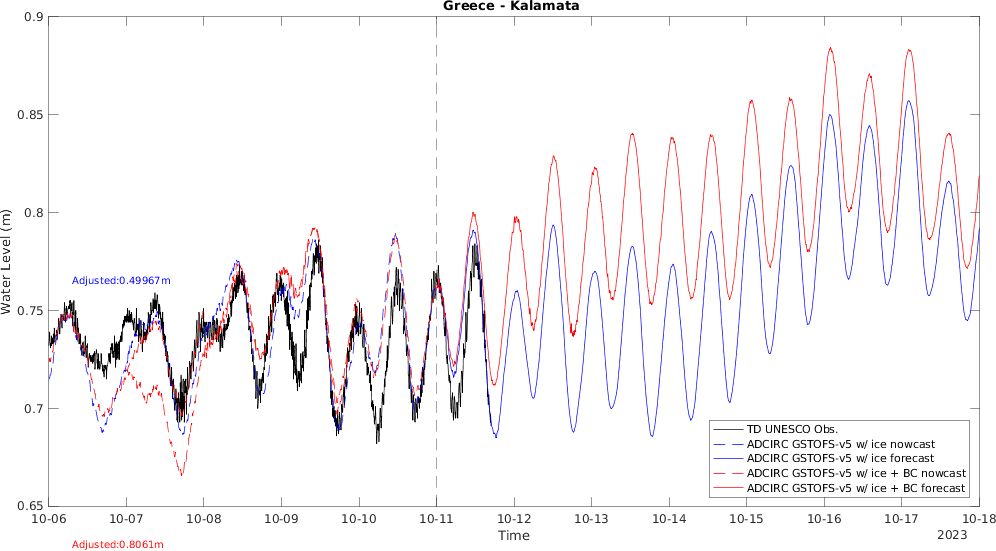 Greece - Kalamata
Water Level (m)
0.9
0.85
0.8
0.75
0.7
0.65
Adjusted:0.49967m
TD UNESCO Obs.
ADCIRC GSTOFS-v5 w/ ice nowcast
ADCIRC GSTOFS-v5 w/ ice forecast
ADCIRC GSTOFS-v5 w/ ice + BC nowcast
ADCIRC GSTOFS-v5 w/ ice + BC forecast
10-06 10-07 10-08 10-09 10-10 10-11 10-12 10-13 10-14 10-15 10-16 10-17 10-18
Time
2023
Adjusted:0.8061m